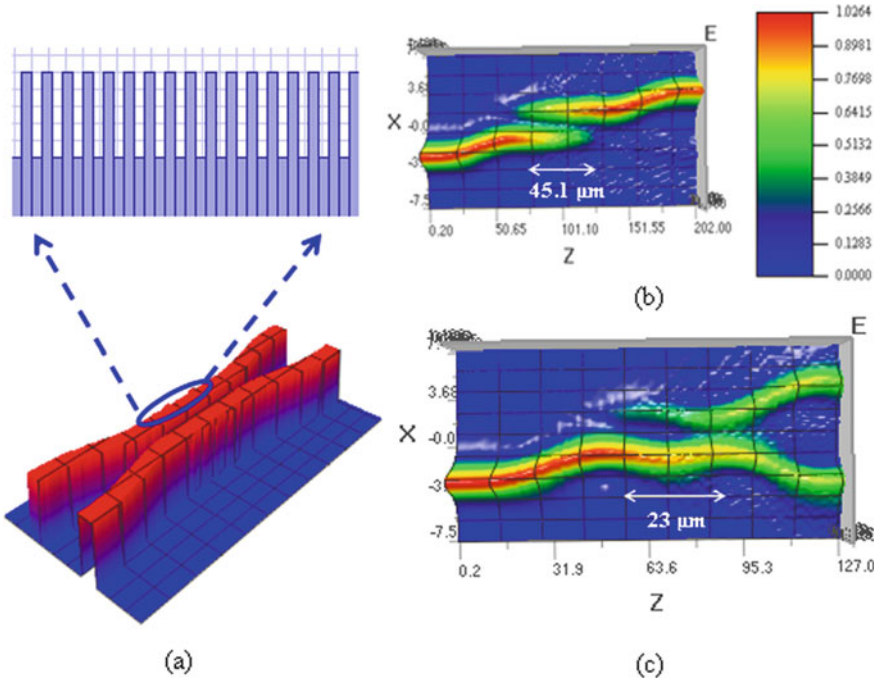 E
1.0264
0.8981
0.7698
0.6415
0.5132
0.3849
0.2566
0.1283
0.0000
3.68
X
-0.0
-3
-7.5
45.1 μm
0.20 50.65 101.10 151.55 202.00
Z
(b)
E
3.68
X
-0.0
-3
-7.5
23 μm
0.2 31.9 63.6 95.3 127.0
Z
(a)
(c)